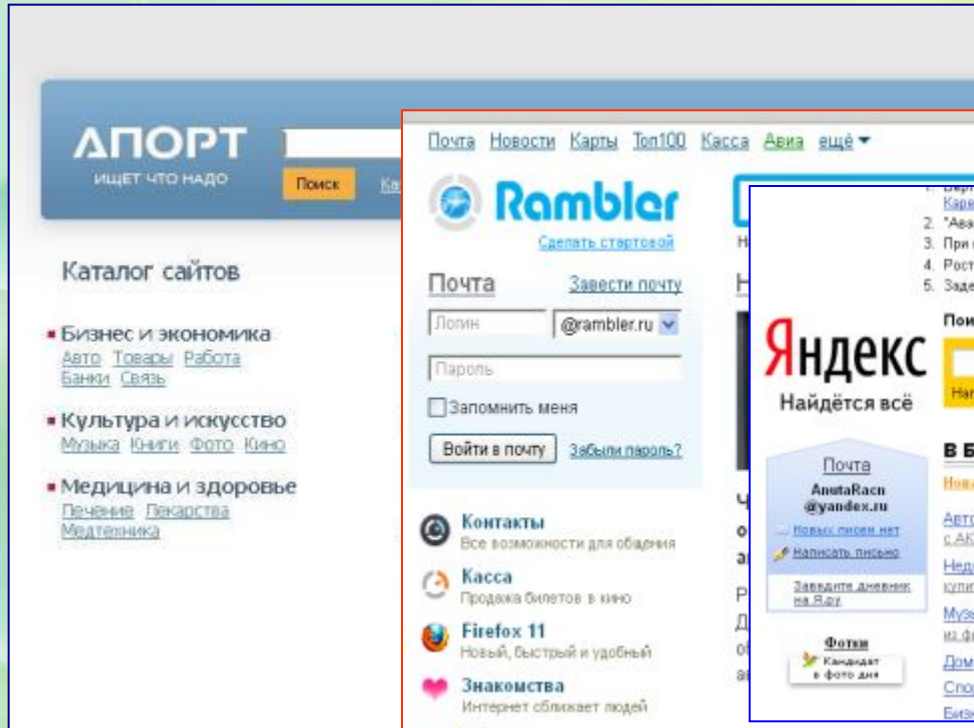 АПОРТ
ИЩЕТ ЧТО НАДО
Поиск
Каталог сайтов
Бизнес и экономика
Авто Товары Работа
Банки Связь
Культура и искусство
Музыка Книги Фото Кино
Медицина и здоровье
Лечение Лекарства
Медтехника
Почта Новости Карты Топ100 Касса Авиа ещё
Rambler
Сделать стартовой
Почта Завести почту
Логин @rambler.ru
Пароль
Запомнить меня
Войти в почту Забыли пароль?
Контакты
Все возможности для общения
Касса
Продажа билетов в кино
Firefox 11
Новый, быстрый и удобный
Знакомства
Интернет сближает людей
2.
3. При
4.
5.
Яндекс
Найдётся всё
Почта
AnutaRacn
@yandex.ru
Новых писем нет
Написать письмо
Заведите дневник
на Я.ру
Фотки
Кандидат
в фото дня